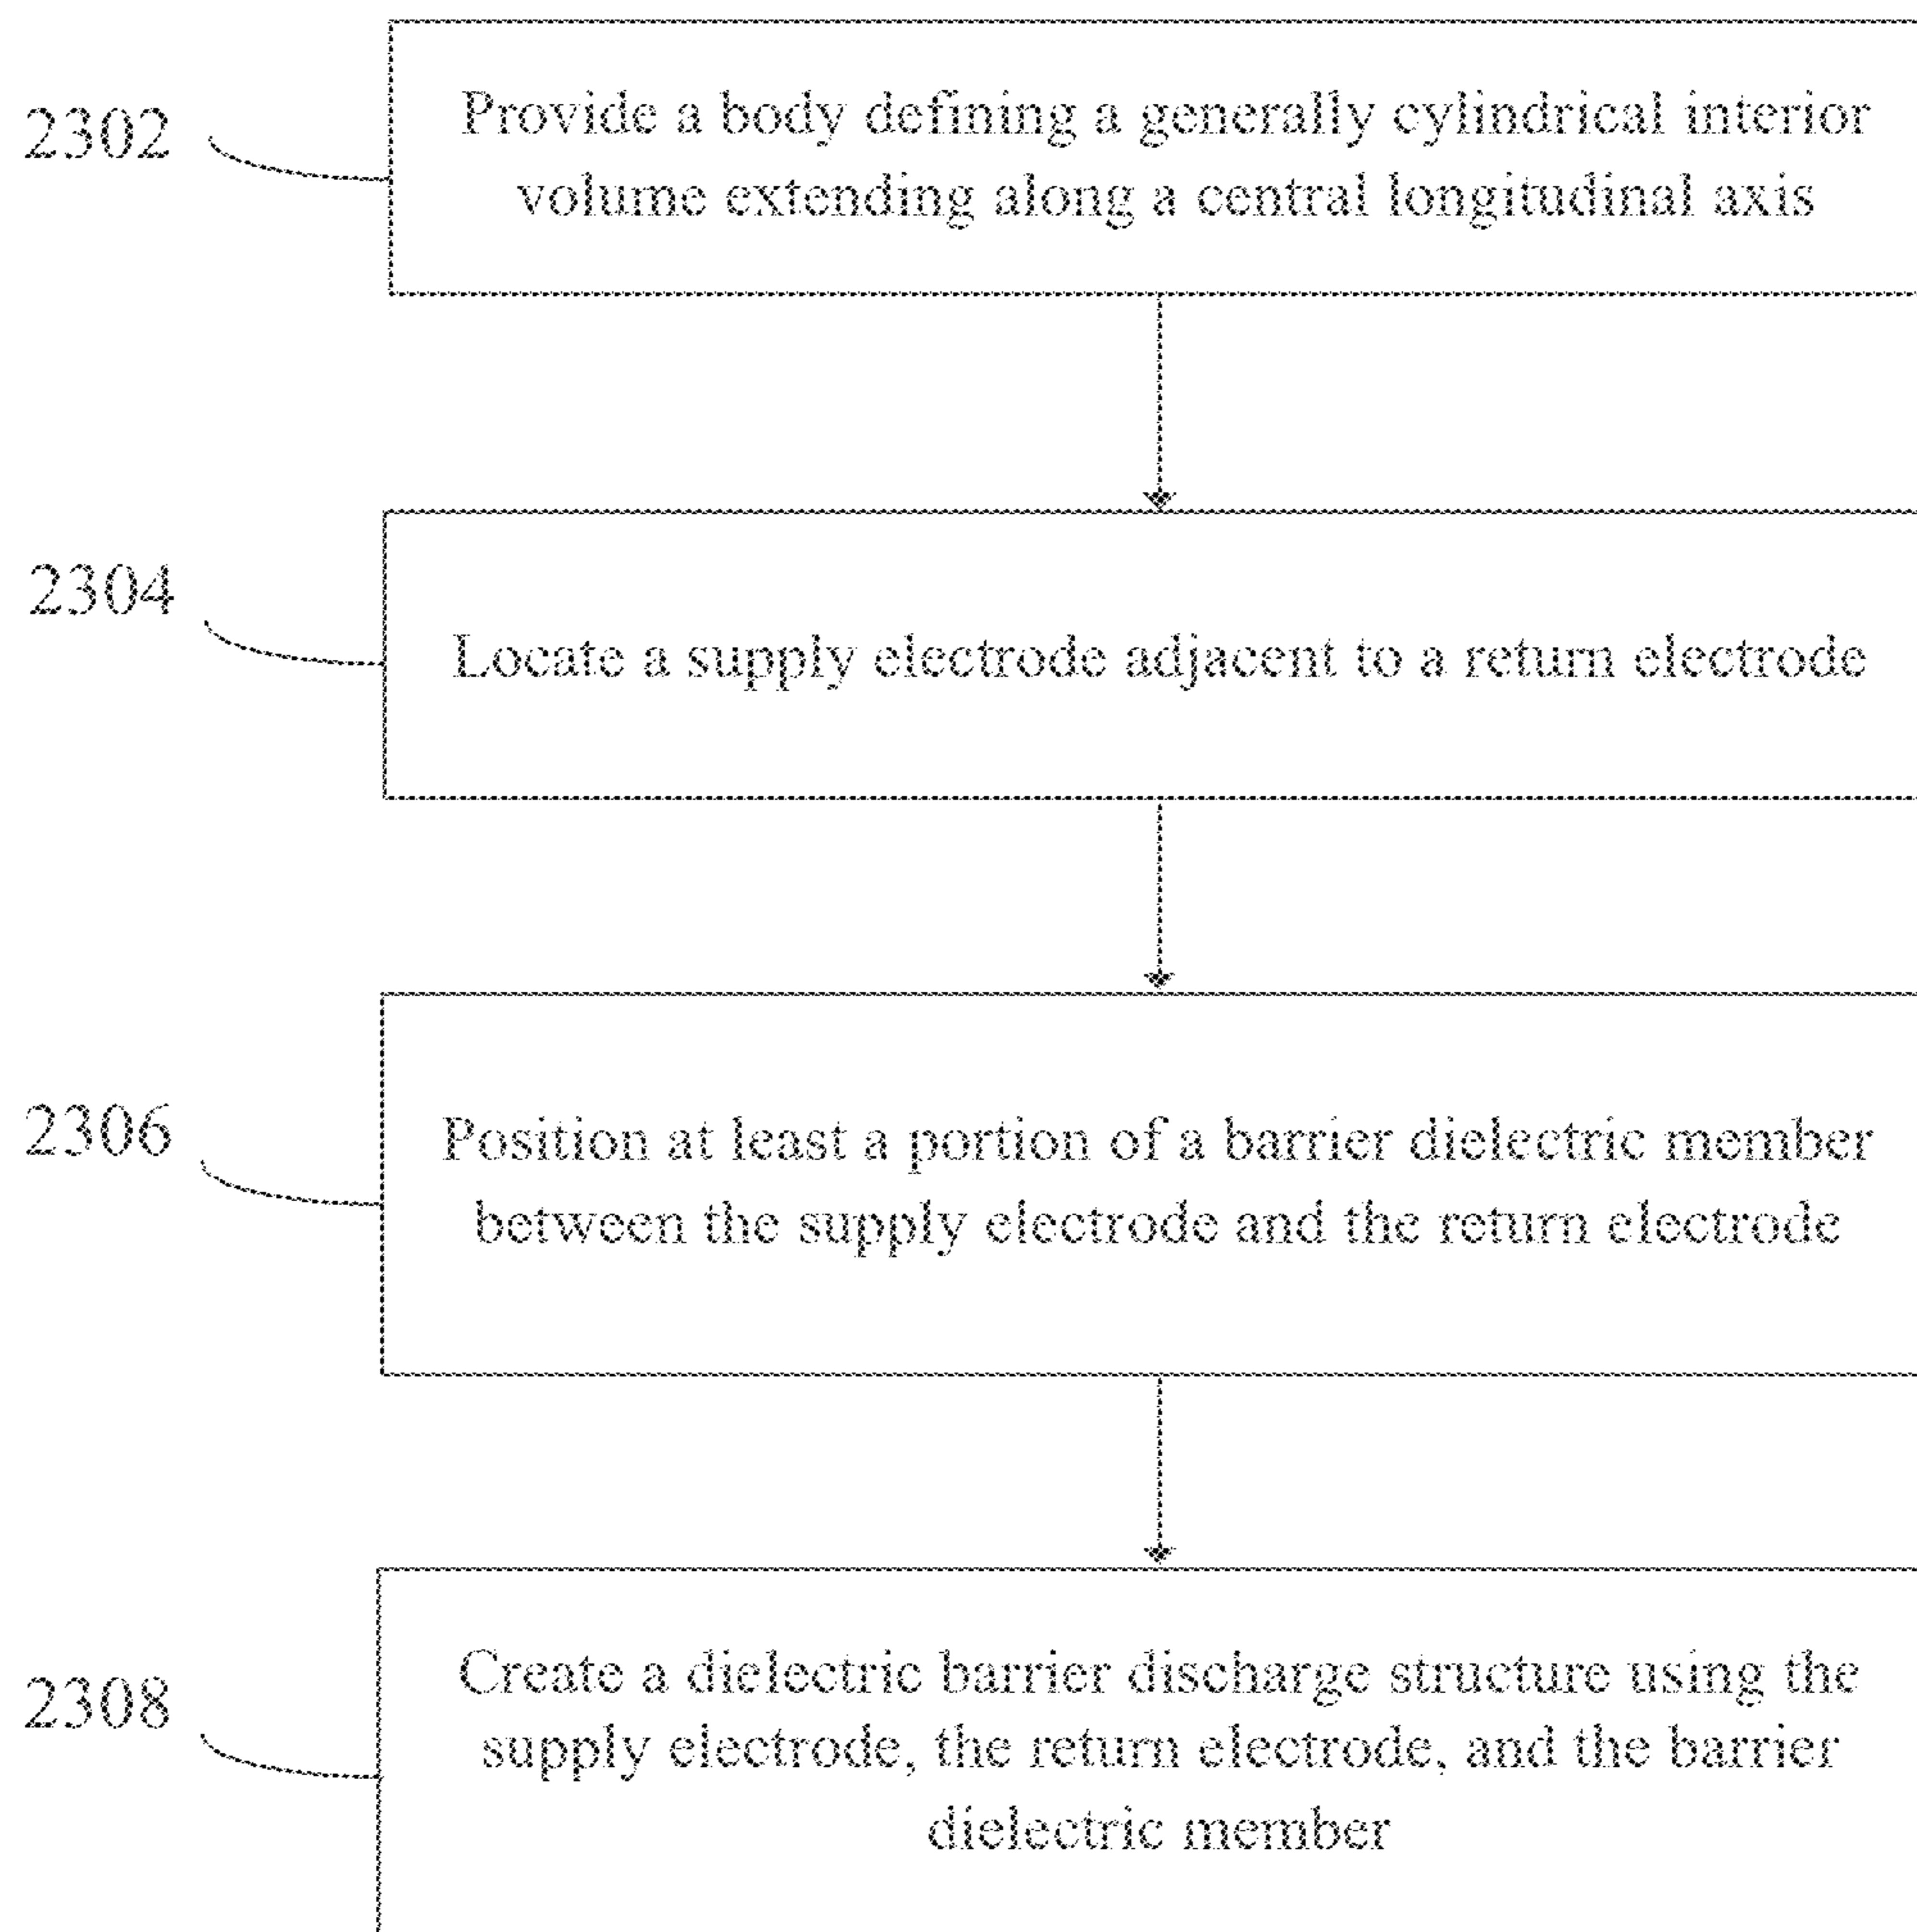 2302
Provide a body defining a generally cylindrical interior
volume extending along a central longitudinal axis
2304
Locate a supply electrode adjacent to a return electrode
2306
Position at least a portion of a barrier dielectric member
between the supply electrode and the return electrode
2308
Create a dielectric barrier discharge structure using the
supply electrode, the return electrode, and the barrier
dielectric member